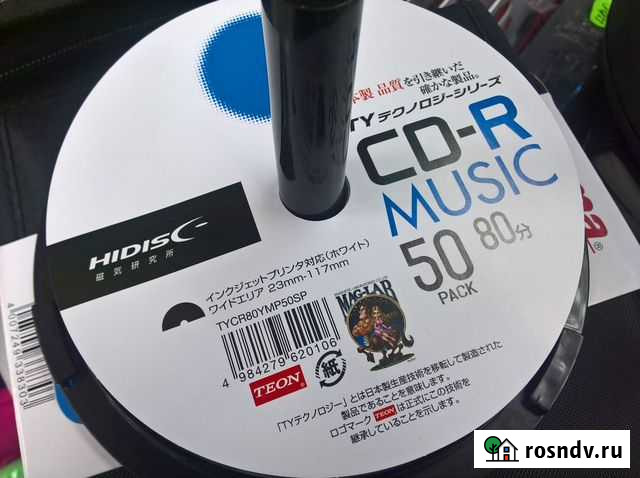 本製 品質を引き継いだ
確かな製品。
TYテクノロジーシリーズ
CD-R
MUSIC
50 80分
PACK
HIDISC
磁気研究所
インクジェットプリンタ対応(ホワイト)
ワイドエリア 23mm-117mm
TYCR80YMP50SP
4 984279 620106
紙
MAG-LAB
TEON
「TYテクノロジー」とは日本製生産技術を移転して製造された
製品であることを意味します。
ロゴマーク TEON は正式にこの技術を
継承していることを示します。
rosndv.ru